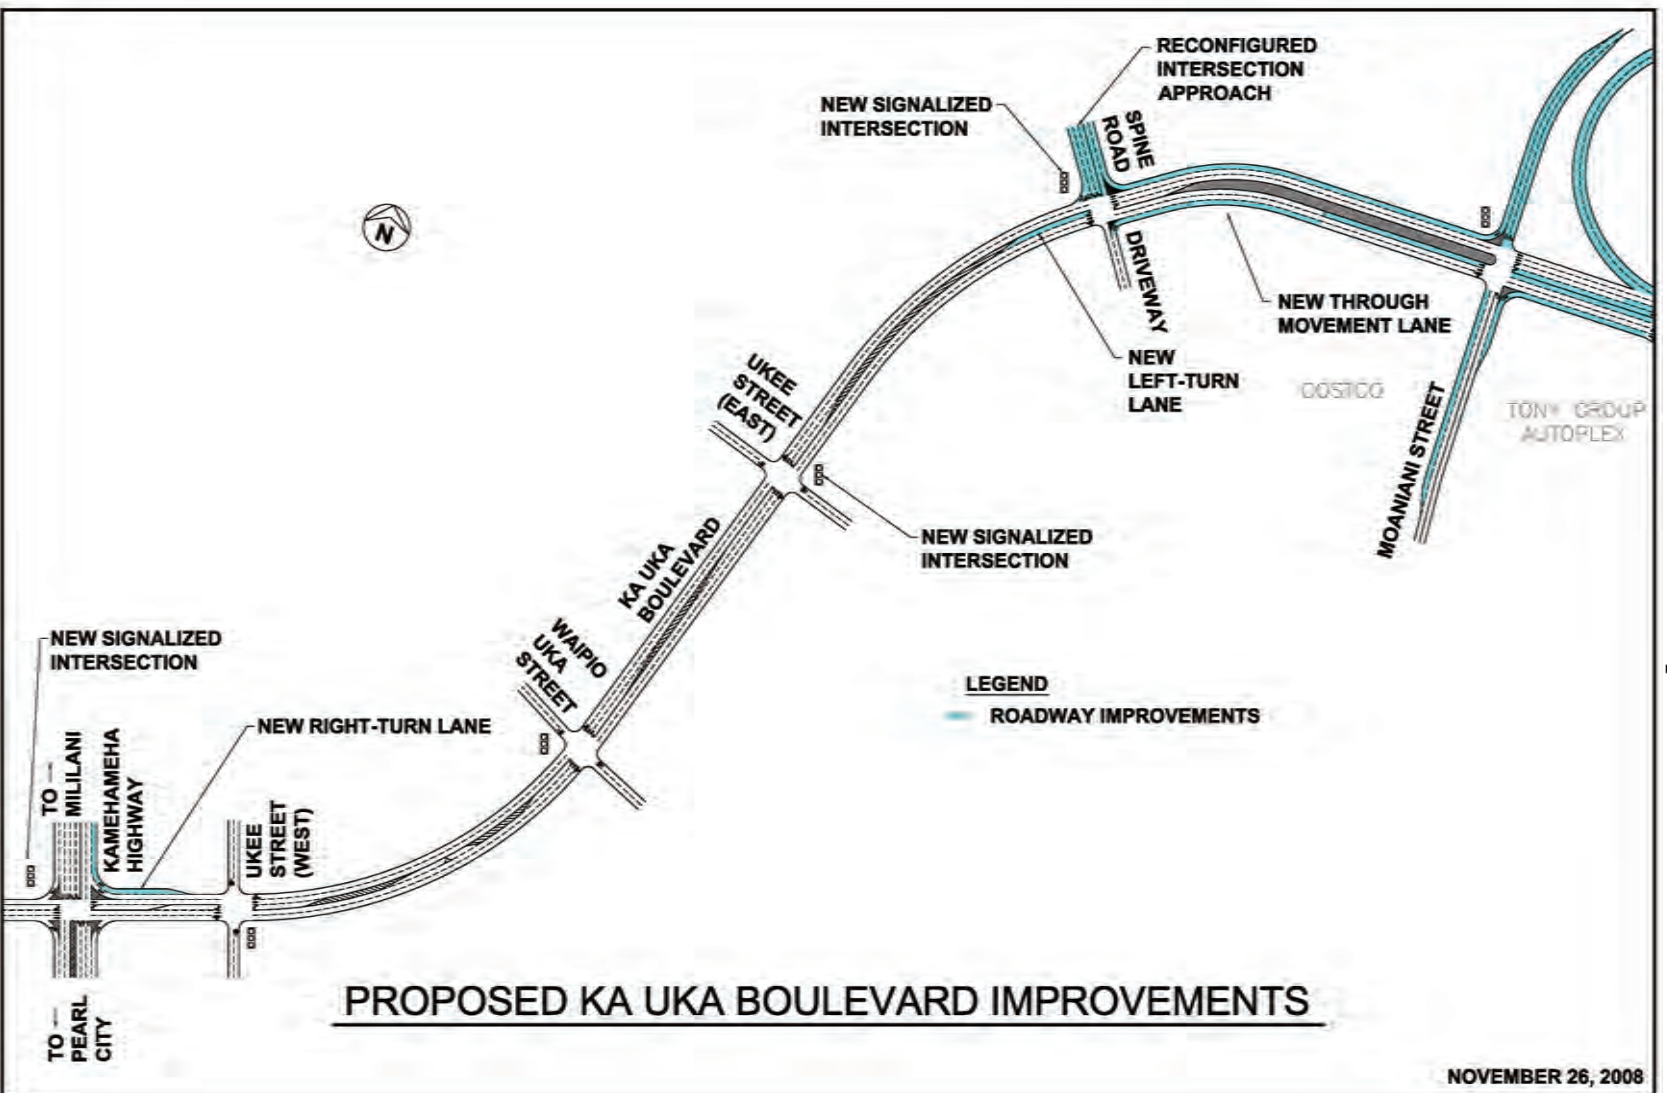 RECONFIGURED
INTERSECTION
APPROACH
NEW SIGNALIZED
INTERSECTION
SPINE
ROAD
N
DRIVEWAY
NEW THROUGH
MOVEMENT LANE
NEW
LEFT-TURN
LANE
COSTCO
TONY GROUP
AUTOPLEX
MOANIANI STREET
UKEE
STREET
(EAST)
NEW SIGNALIZED
INTERSECTION
KA UKA
BOULEVARD
WAIPIO
UKA
STREET
NEW SIGNALIZED
INTERSECTION
NEW RIGHT-TURN LANE
LEGEND
ROADWAY IMPROVEMENTS
TO —
MILILANI
KAMEHAMEHA
HIGHWAY
UKEE
STREET
(WEST)
TO —
PEARL
CITY
PROPOSED KA UKA BOULEVARD IMPROVEMENTS
NOVEMBER 26, 2008